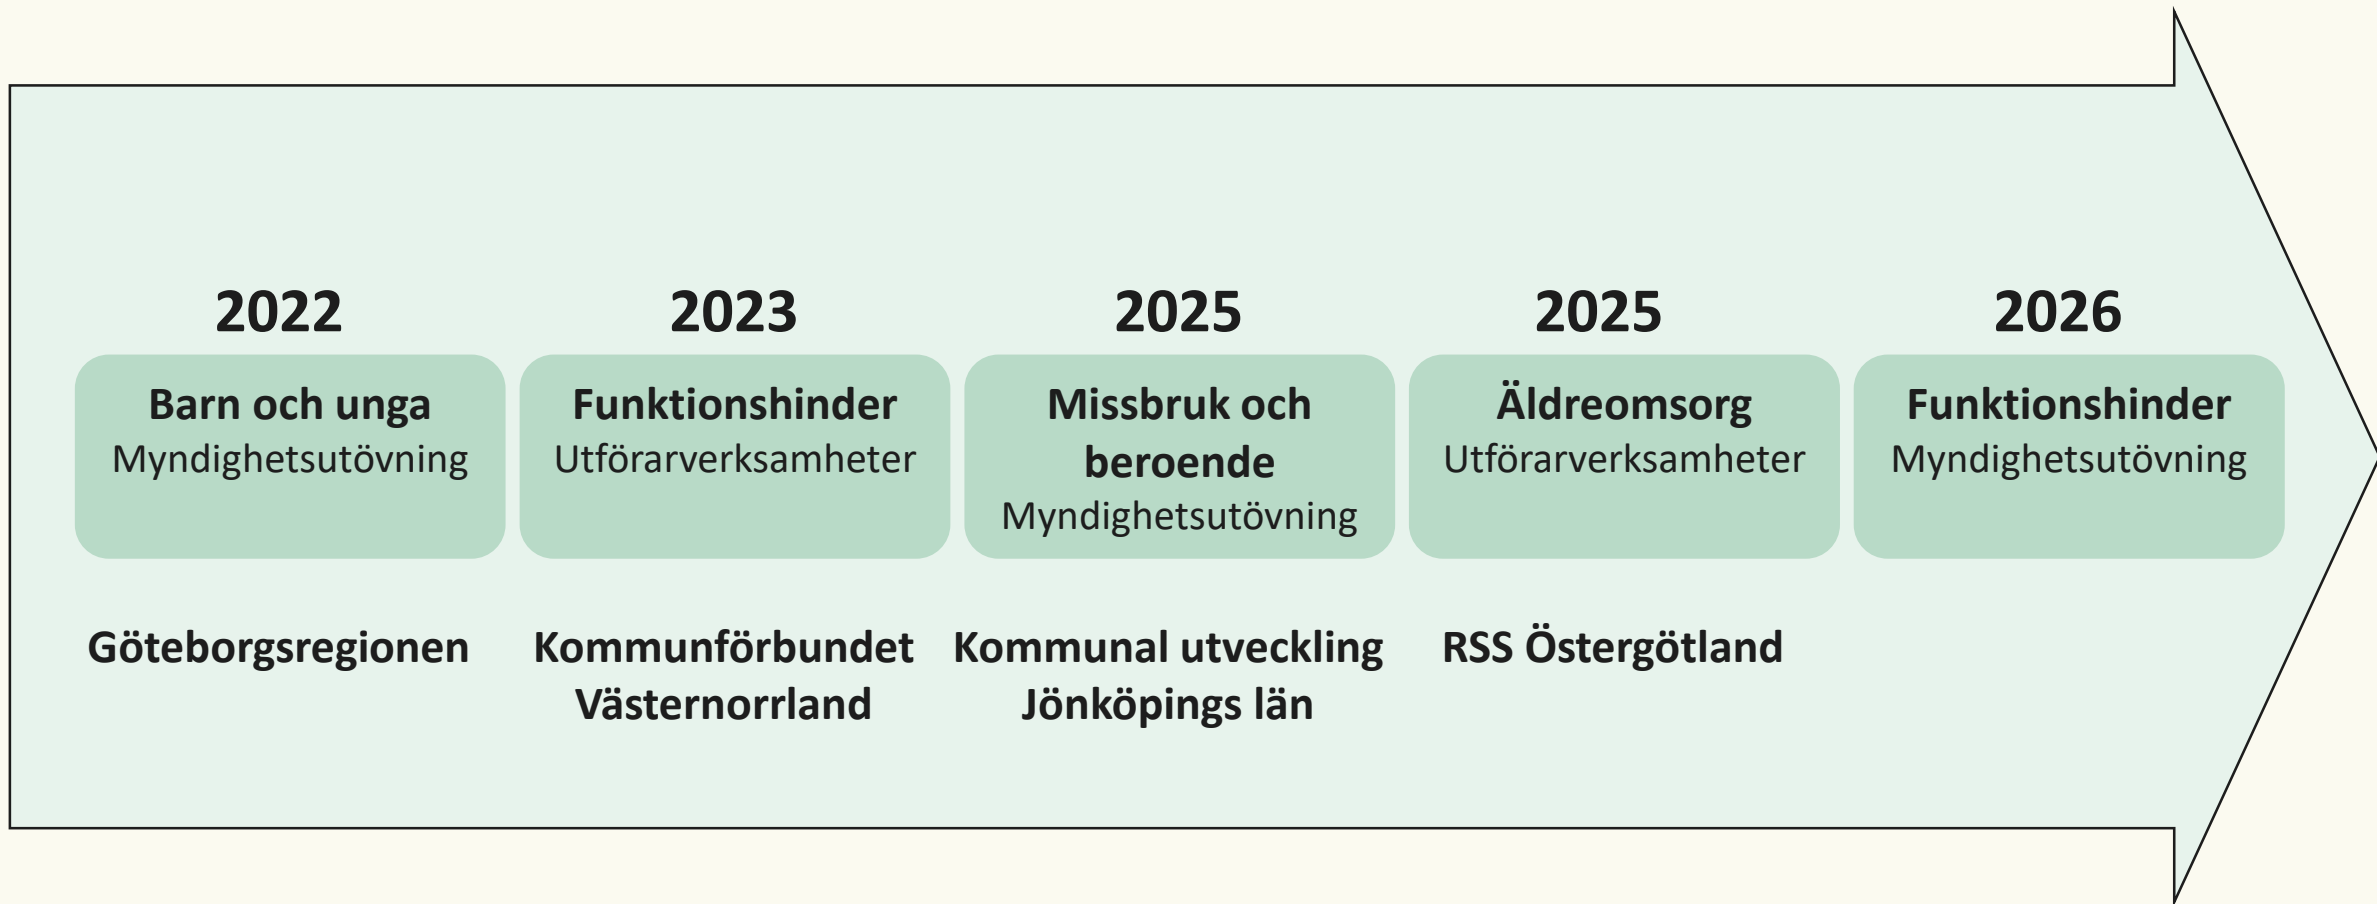 2022
Barn och unga
Myndighetsutövning
Göteborgsregionen
2023
Funktionshinder
Utförarverksamheter
Kommunförbundet
Västernorrland
2025
Missbruk och
beroende
Myndighetsutövning
Kommunal utveckling
Jönköpings län
2025
Äldreomsorg
Utförarverksamheter
RSS Östergötland
2026
Funktionshinder
Myndighetsutövning